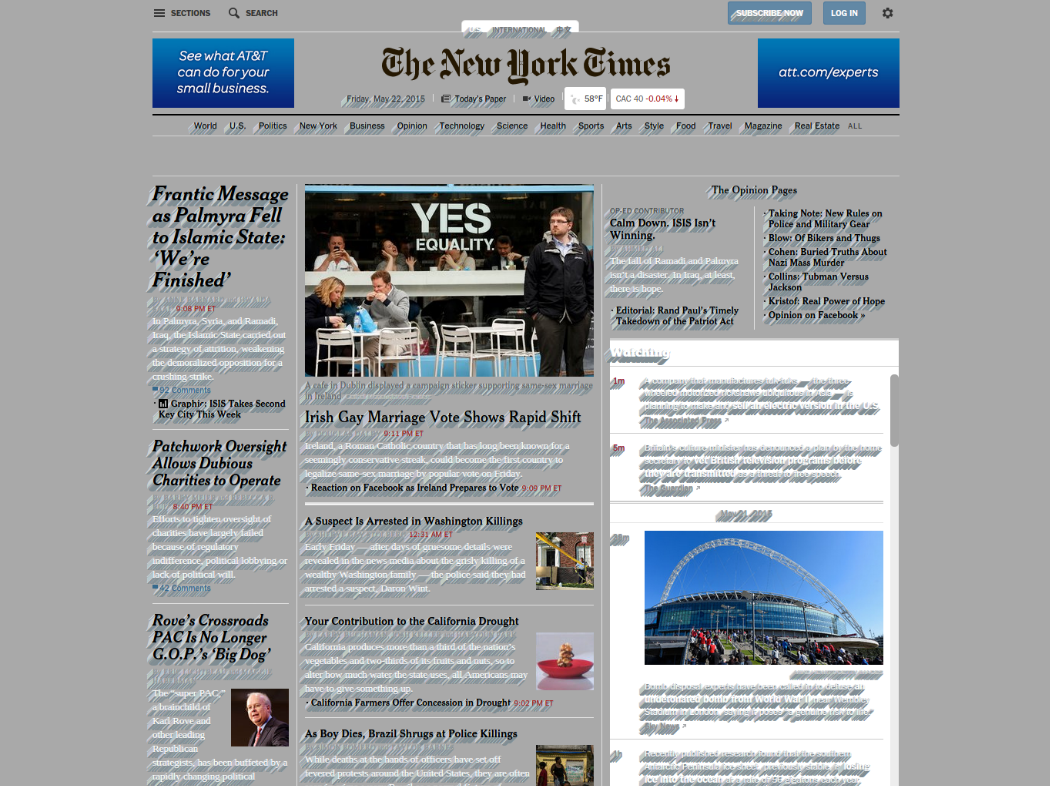 SECTIONS
SEARCH
SUBSCRIBE NOW
LOG IN
U.S.
INTERNATIONAL
中文
See what AT&T
can do for your
small business.
The New York Times
att.com/experts
Friday, May 22, 2015
Today's Paper
Video
58°F
CAC 40 -0.04%
World
U.S.
Politics
New York
Business
Opinion
Technology
Science
Health
Sports
Arts
Style
Food
Travel
Magazine
Real Estate
ALL
Frantic Message
as Palmyra Fell
to Islamic State:
‘We’re
Finished’
9:08 PM ET
In Palmyra, Syria, and Ramadi,
Iraq, the Islamic State carried out
a strategy of attrition, weakening
the demoralized opposition for a
crushing strike.
92 Comments
· Graphic: ISIS Takes Second
Key City This Week
Patchwork Oversight
Allows Dubious
Charities to Operate
8:40 PM ET
Efforts to tighten oversight of
charities have largely failed
because of regulatory
indifference, political lobbying or
lack of political will.
42 Comments
Rove’s Crossroads
PAC Is No Longer
G.O.P.’s ‘Big Dog’
The “super PAC,”
a brainchild of
Karl Rove and
other leading
Republican
strategists, has been buffeted by a
rapidly changing political
YES
EQUALITY.
A cafe in Dublin displayed a campaign sticker supporting same-sex marriage
in Ireland
Irish Gay Marriage Vote Shows Rapid Shift
9:11 PM ET
Ireland, a Roman Catholic country that has long been known for a
seemingly conservative streak, could become the first country to
legalize same-sex marriage by popular vote on Friday.
· Reaction on Facebook as Ireland Prepares to Vote 9:09 PM ET
A Suspect Is Arrested in Washington Killings
12:31 AM ET
Early Friday — after days of gruesome details were
revealed in the news media about the grisly killing of a
wealthy Washington family — the police said they had
arrested a suspect, Daron Wint.
Your Contribution to the California Drought
California produces more than a third of the nation’s
vegetables and two-thirds of its fruits and nuts, so to
alter how much water the state uses, all Americans may
have to give something up.
· California Farmers Offer Concession in Drought 9:02 PM ET
As Boy Dies, Brazil Shrugs at Police Killings
While deaths at the hands of officers have set off
fevered protests around the United States, they are often
The Opinion Pages
OP-ED CONTRIBUTOR
Calm Down. ISIS Isn’t
Winning.
The fall of Ramadi and Palmyra
isn’t a disaster. In Iraq, at least,
there is hope.
· Editorial: Rand Paul’s Timely
Takedown of the Patriot Act
· Taking Note: New Rules on
Police and Military Gear
· Blow: Of Bikers and Thugs
· Cohen: Buried Truths About
Nazi Mass Murder
· Collins: Tubman Versus
Jackson
· Kristof: Real Power of Hope
· Opinion on Facebook »
Watching
1m
5m
The Guardian
May 21, 2015
Sky News